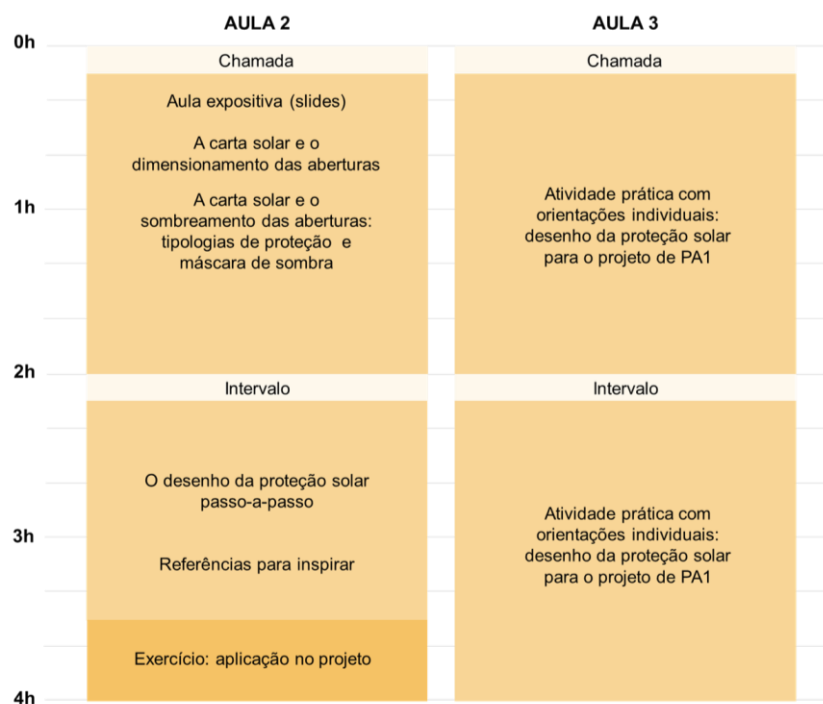 AULA 2
AULA 3
0h
Chamada
Chamada
Aula expositiva (slides)
A carta solar e o
dimensionamento das aberturas
1h
A carta solar e o
sombreamento das aberturas:
tipologias de proteção e
máscara de sombra
Atividade prática com
orientações individuais:
desenho da proteção solar
para o projeto de PA1
2h
Intervalo
Intervalo
O desenho da proteção solar
passo-a-passo
3h
Referências para inspirar
Atividade prática com
orientações individuais:
desenho da proteção solar
para o projeto de PA1
Exercício: aplicação no projeto
4h